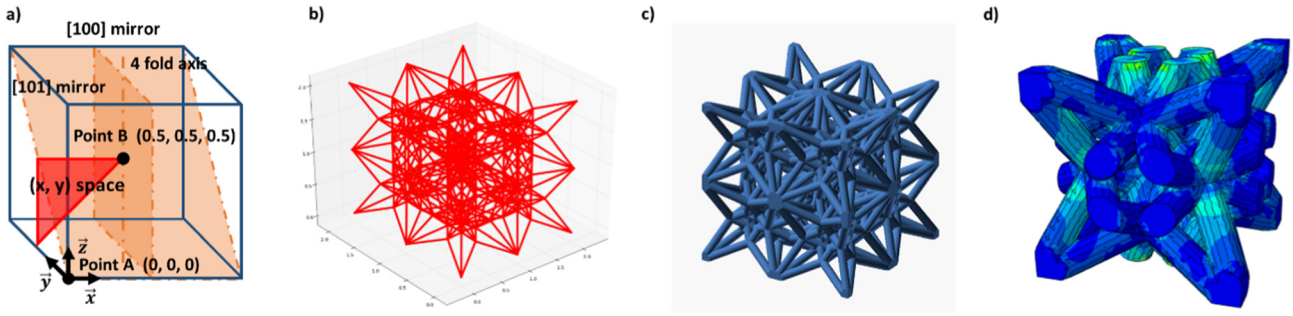 a)
[100] mirror
4 fold axis
[101] mirror
Point B (0.5, 0.5, 0.5)
(x, y) space
z
Point A (0, 0, 0)
y
x
b)
c)
d)